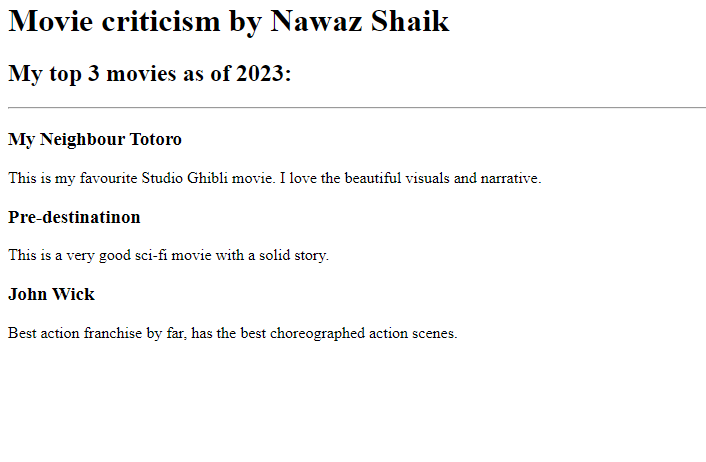 Movie criticism by Nawaz Shaik
My top 3 movies as of 2023:
My Neighbour Totoro
This is my favourite Studio Ghibli movie. I love the beautiful visuals and narrative.
Pre-destinatinon
This is a very good sci-fi movie with a solid story.
John Wick
Best action franchise by far, has the best choreographed action scenes.